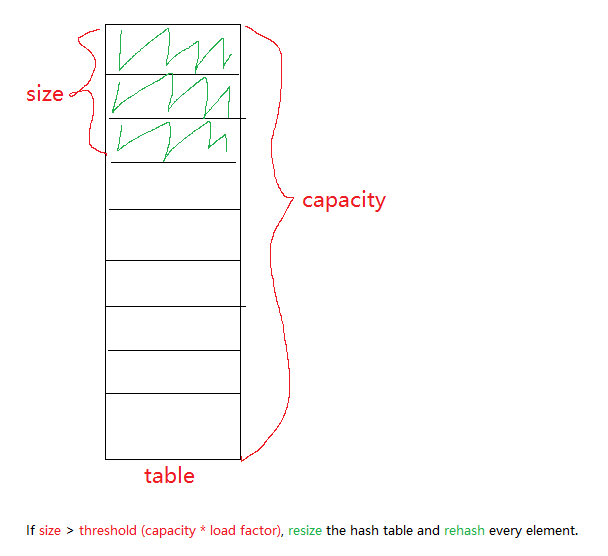 size
capacity
table
If size > threshold (capacity * load factor), resize the hash table and rehash every element.